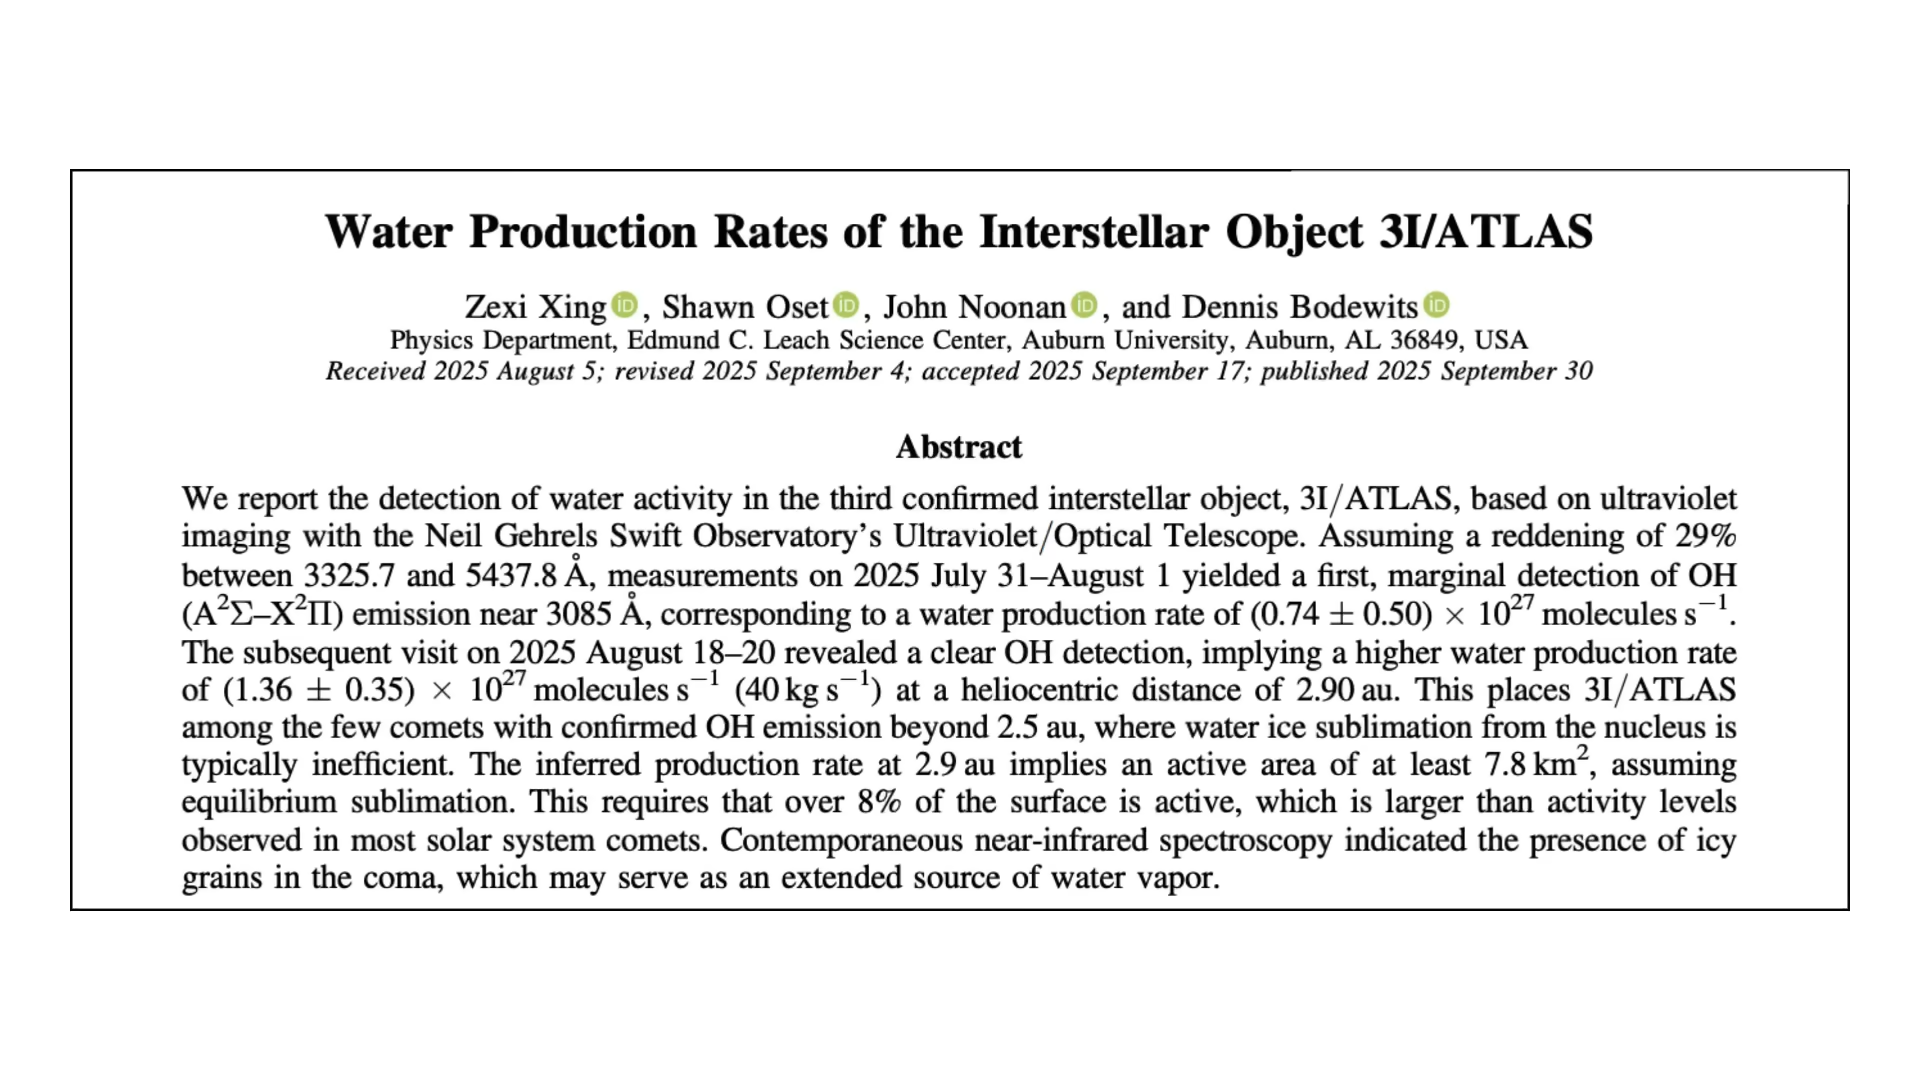 Water Production Rates of the Interstellar Object 3I/ATLAS
Zexi Xing iD, Shawn Oset iD, John Noonan iD, and Dennis Bodewits iD
Physics Department, Edmund C. Leach Science Center, Auburn University, Auburn, AL 36849, USA
Received 2025 August 5; revised 2025 September 4; accepted 2025 September 17; published 2025 September 30
Abstract
We report the detection of water activity in the third confirmed interstellar object, 3I/ATLAS, based on ultraviolet
imaging with the Neil Gehrels Swift Observatory’s Ultraviolet/Optical Telescope. Assuming a reddening of 29%
between 3325.7 and 5437.8 Å, measurements on 2025 July 31–August 1 yielded a first, marginal detection of OH
(A²Σ–X²Π) emission near 3085 Å, corresponding to a water production rate of (0.74 ± 0.50) × 10²⁷ molecules s⁻¹.
The subsequent visit on 2025 August 18–20 revealed a clear OH detection, implying a higher water production rate
of (1.36 ± 0.35) × 10²⁷ molecules s⁻¹ (40 kg s⁻¹) at a heliocentric distance of 2.90 au. This places 3I/ATLAS
among the few comets with confirmed OH emission beyond 2.5 au, where water ice sublimation from the nucleus is
typically inefficient. The inferred production rate at 2.9 au implies an active area of at least 7.8 km², assuming
equilibrium sublimation. This requires that over 8% of the surface is active, which is larger than activity levels
observed in most solar system comets. Contemporaneous near-infrared spectroscopy indicated the presence of icy
grains in the coma, which may serve as an extended source of water vapor.